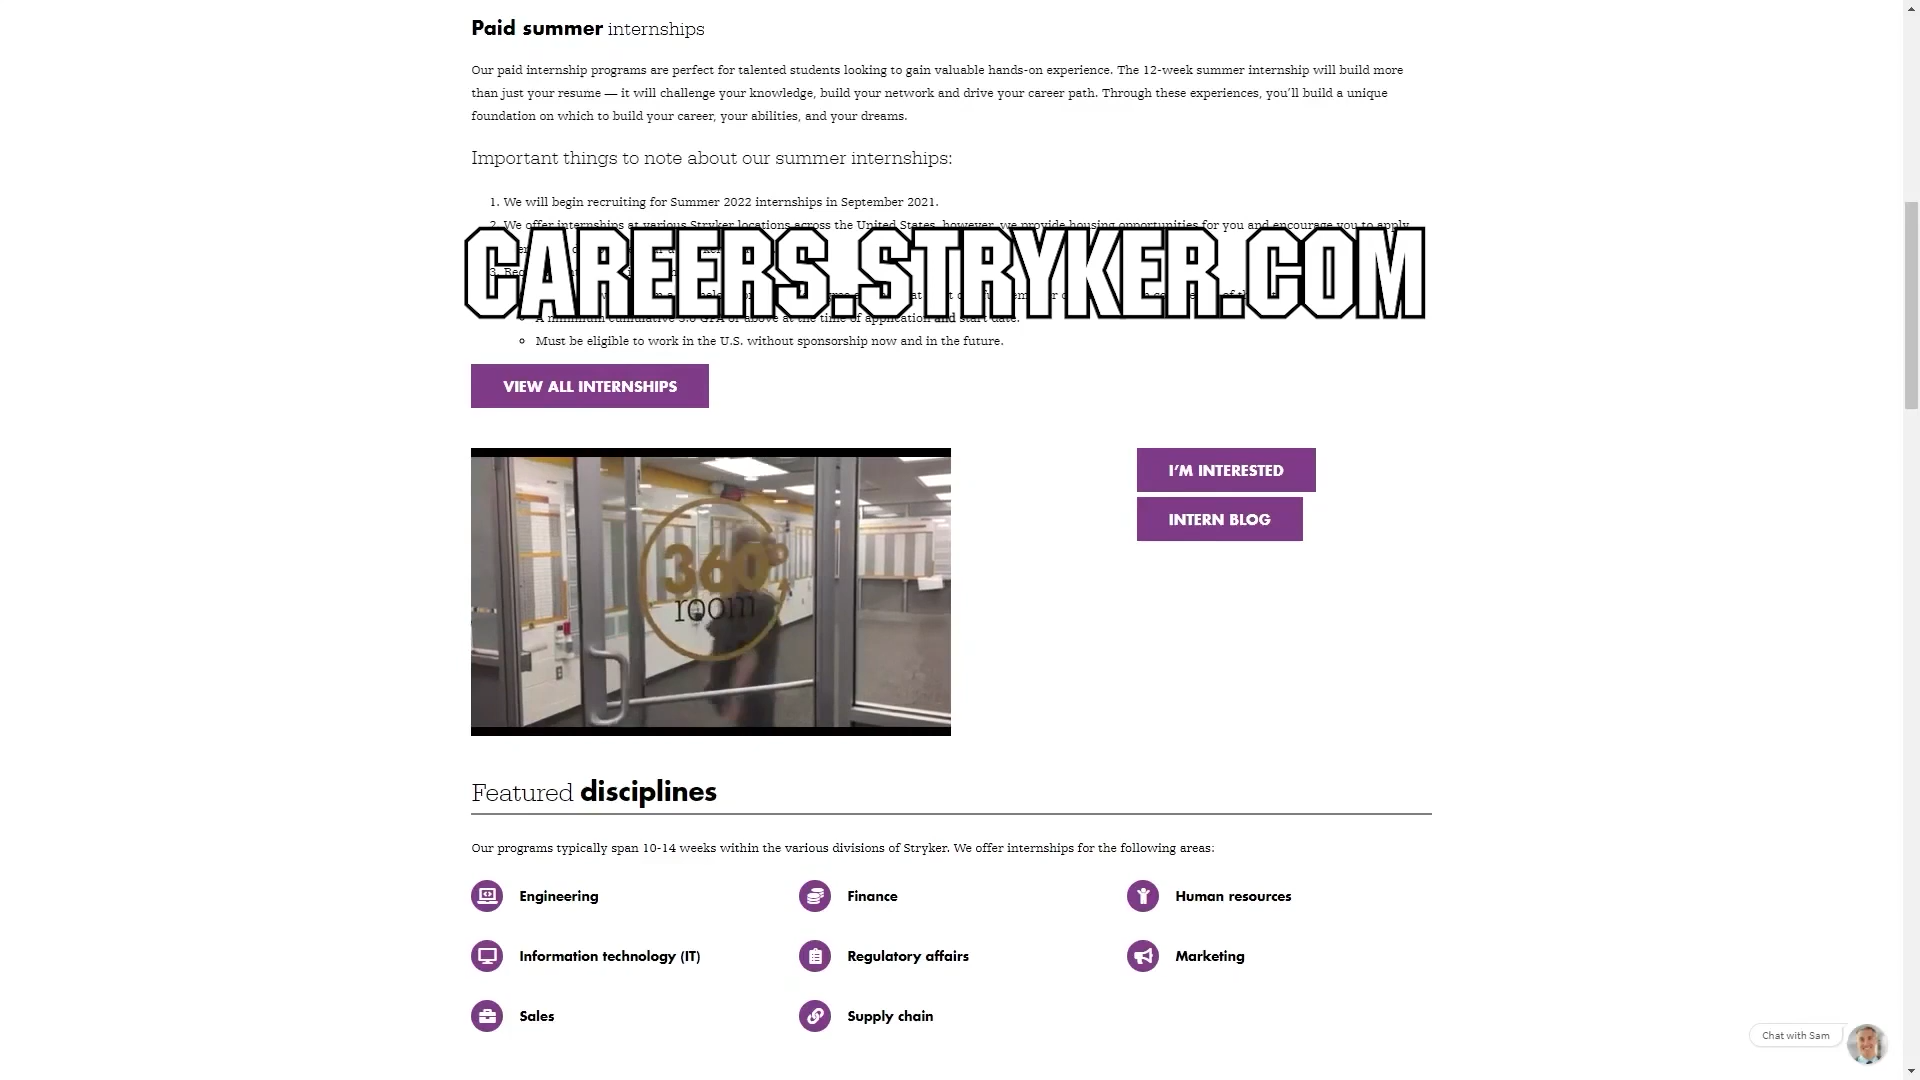 Paid summer internships
Our paid internship programs are perfect for talented students looking to gain valuable hands-on experience. The 12-week summer internship will build more
than just your resume — it will challenge your knowledge, build your network and drive your career path. Through these experiences, you’ll build a unique
foundation on which to build your career, your abilities, and your dreams.
Important things to note about our summer internships:
1. We will begin recruiting for Summer 2022 internships in September 2021.
2. We offer internships at various Stryker locations across the United States, however, we provide housing opportunities for you and encourage you to apply
CAREERS.STRYKER.COM
3.
A minimum cumulative 3.0 GPA or above at the time of application and start date.
Must be eligible to work in the U.S. without sponsorship now and in the future.
VIEW ALL INTERNSHIPS
I’M INTERESTED
INTERN BLOG
360°
room
Featured disciplines
Our programs typically span 10-14 weeks within the various divisions of Stryker. We offer internships for the following areas:
Engineering
Finance
Human resources
Information technology (IT)
Regulatory affairs
Marketing
Sales
Supply chain
Chat with Sam